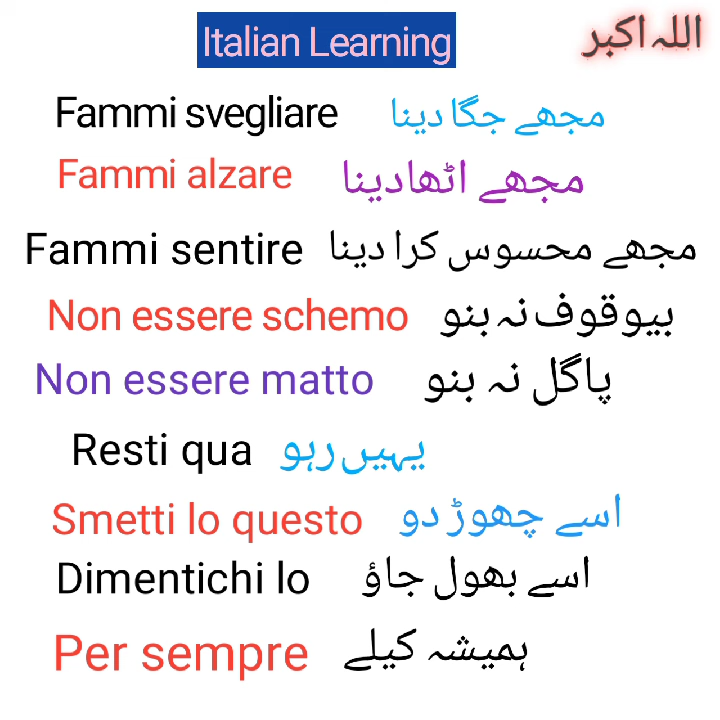 Italian Learning اللہ اکبر
Fammi svegliare مجھے جگا دینا
Fammi alzare مجھے اٹھادینا
Fammi sentire مجھے محسوس کرا دینا
Non essere schemo بیوقوف نہ بنو
Non essere matto پاگل نہ بنو
Resti qua یہیں رہو
Smetti lo questo اسے چھوڑ دو
Dimentichi lo اسے بھول جاؤ
Per sempre ہمیشہ کیلے